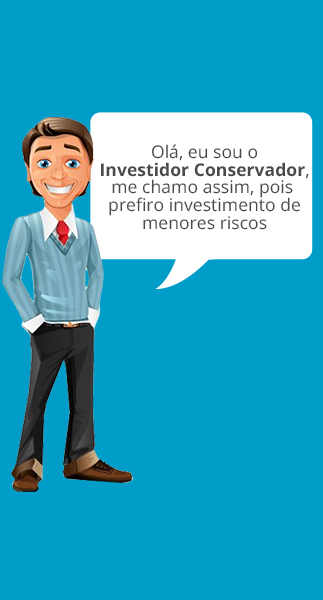 Olá, eu sou o
Investidor Conservador,
me chamo assim, pois
prefiro investimento de
menores riscos